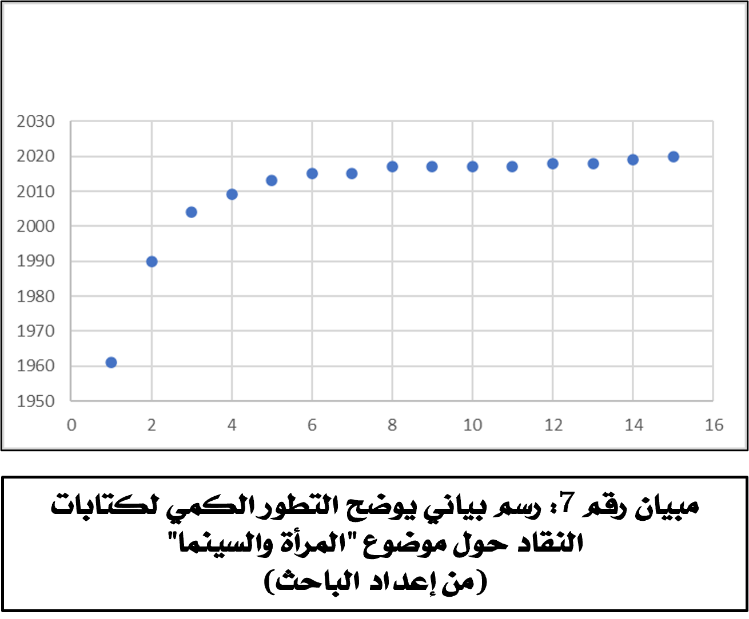 2030
2020
2010
2000
1990
1980
1970
1960
1950
0 2 4 6 8 10 12 14 16
مبيان رقم 7: رسم بياني يوضح التطور الكمي لكتابات
النقاد حول موضوع "المرأة والسينما"
(من إعداد الباحث)